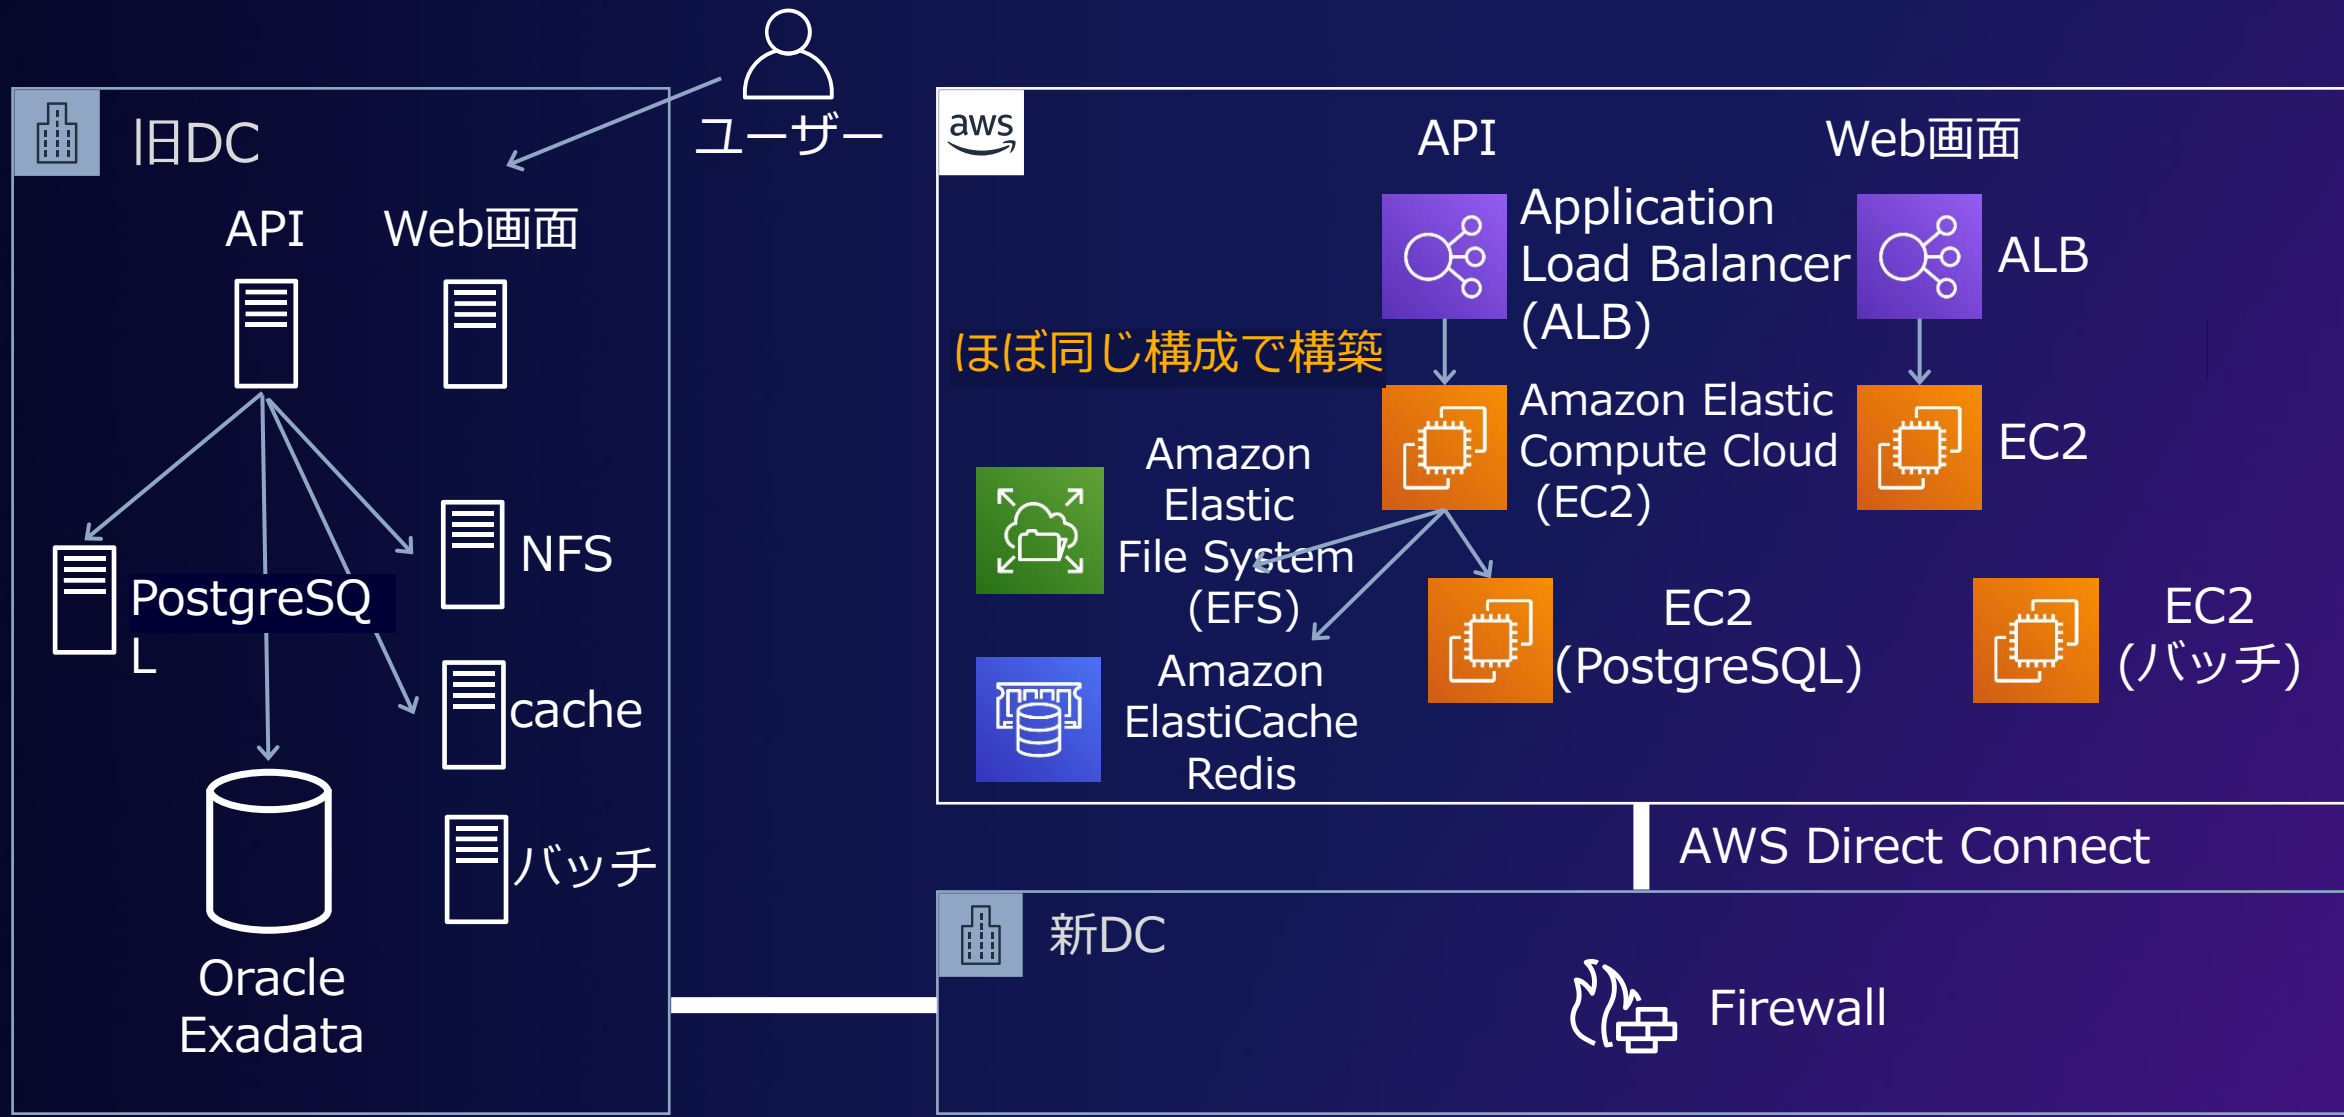 ユーザー
旧DC
API
Web画面
PostgreSQ
L
NFS
cache
バッチ
Oracle
Exadata
aws
API
Web画面
Application
Load Balancer
(ALB)
ALB
ほぼ同じ構成で構築
Amazon Elastic
Compute Cloud
(EC2)
EC2
Amazon
Elastic
File System
(EFS)
Amazon
ElastiCache
Redis
EC2
(PostgreSQL)
EC2
(バッチ)
AWS Direct Connect
新DC
Firewall